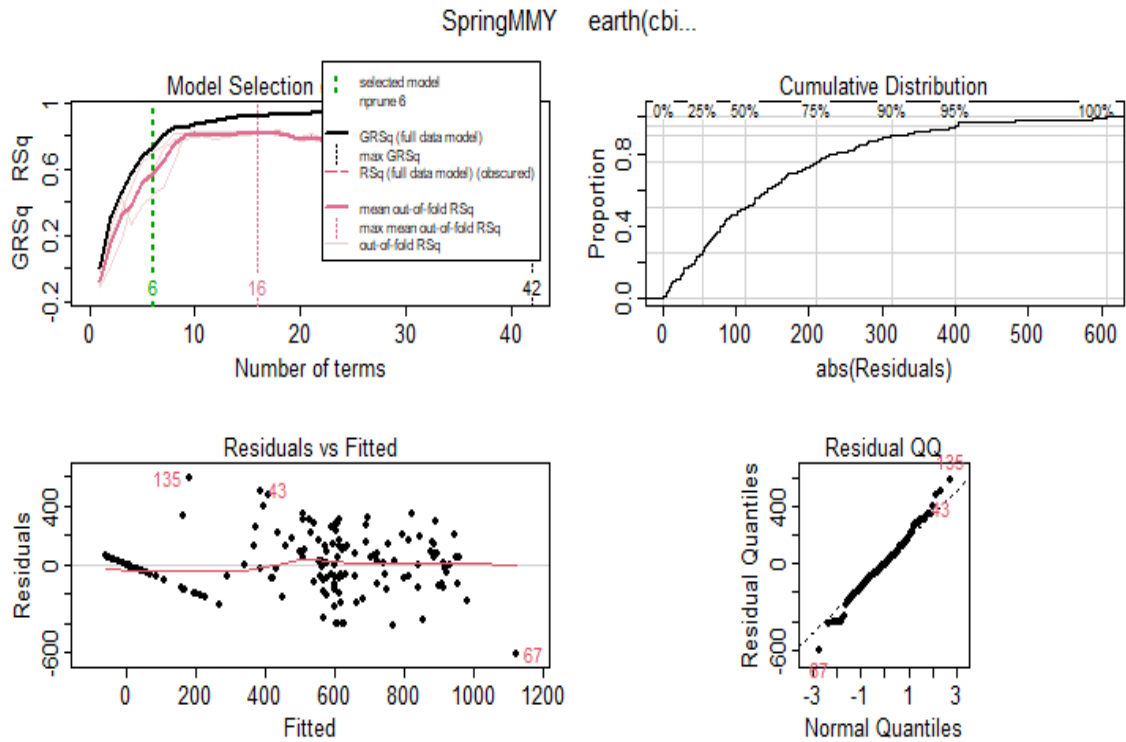 SpringMMY earth(cbi...
Model Selection
selected model
nprune 6
GRSq (full data model)
max GRSq
RSq (full data model) (obscured)
mean out-of-fold RSq
max mean out-of-fold RSq
out-of-fold RSq
GRSq RSq
-0.2 0.2 0.6 1
6 16 42
0 10 20 30 40
Number of terms
Cumulative Distribution
0% 25% 50% 75% 90% 95% 100%
Proportion
0.0 0.4 0.8
0 100 200 300 400 500 600
abs(Residuals)
Residuals vs Fitted
Residuals
-600 0 400
135 43 67
0 200 400 600 800 1000 1200
Fitted
Residual QQ
Residual Quantiles
-600 0 400
135
43
67
-3 -1 1 3
Normal Quantiles